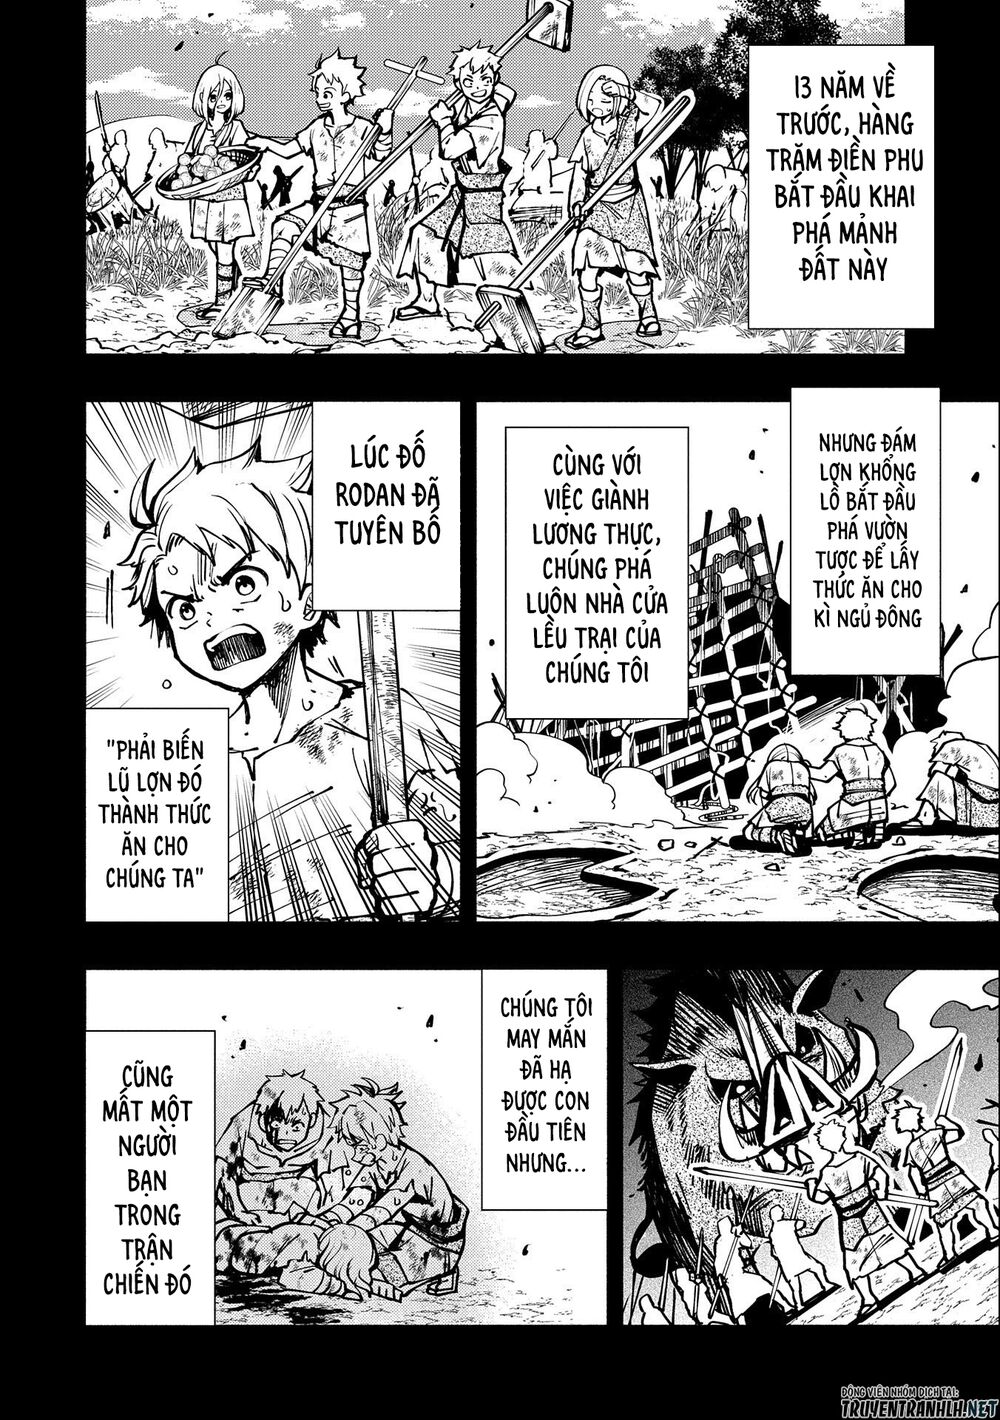 13 NĂM VỀ
TRƯỚC, HÀNG
TRĂM ĐIỀN PHU
BẮT ĐẦU KHAI
PHÁ MẢNH
ĐẤT NÀY
NHƯNG ĐÁM
LỢN KHỔNG
LỒ BẮT ĐẦU
PHÁ VƯỜN
TƯỢC ĐỂ LẤY
THỨC ĂN CHO
KÌ NGỦ ĐÔNG
CÙNG VỚI
VIỆC GIÀNH
LƯƠNG THỰC,
CHÚNG PHÁ
LUÔN NHÀ CỬA
LỀU TRẠI CỦA
CHÚNG TÔI
LÚC ĐỐ
RODAN ĐÃ
TUYÊN BỐ
"PHẢI BIẾN
LŨ LỢN ĐÓ
THÀNH THỨC
ĂN CHO
CHÚNG TA"
CHÚNG TÔI
MAY MẮN
ĐÃ HẠ
ĐƯỢC CON
ĐẦU TIÊN
NHƯNG...
CŨNG
MẤT MỘT
NGƯỜI
BẠN
TRONG
TRẬN
CHIẾN ĐÓ
ĐỘNG VIÊN NHÓM DỊCH TẠI:
TRUYENTRANHLH.NET